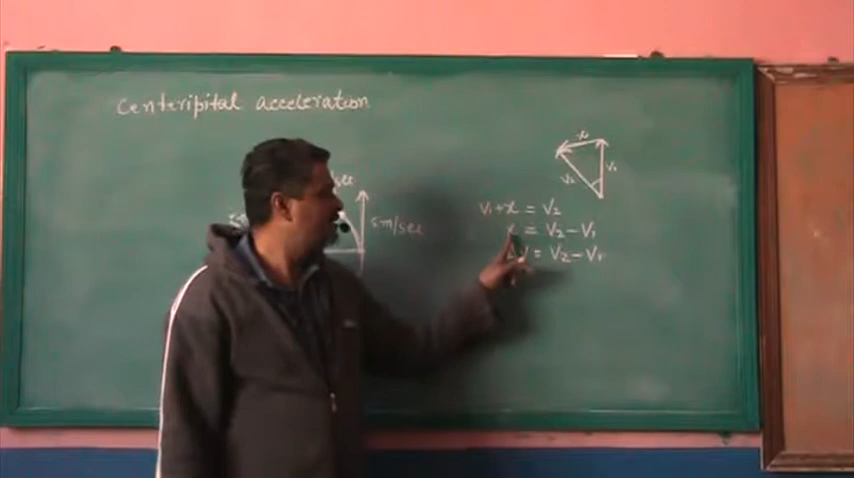 Centeripital acceleration
x
V₁
V₂
5m/sec
V₁+x = V₂
x = V₂-V₁
V = V₂-V₁